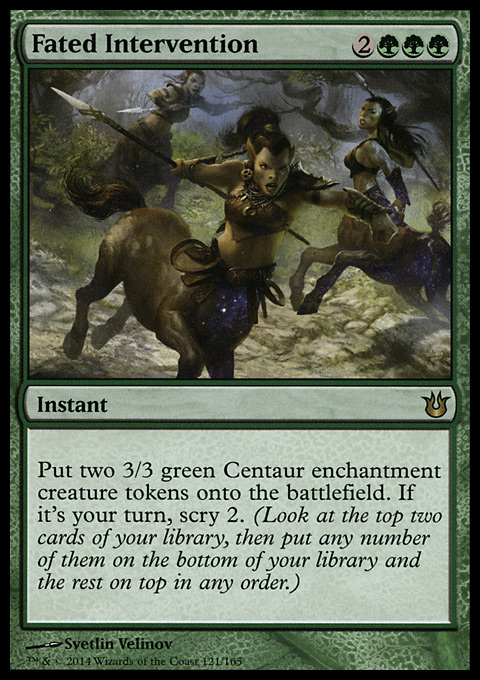 Fated Intervention 2
Instant
Put two 3/3 green Centaur enchantment
creature tokens onto the battlefield. If
it's your turn, scry 2. (Look at the top two
cards of your library, then put any number
of them on the bottom of your library and
the rest on top in any order.)
Svetlin Velinov
™ & © 2014 Wizards of the Coast 121/165